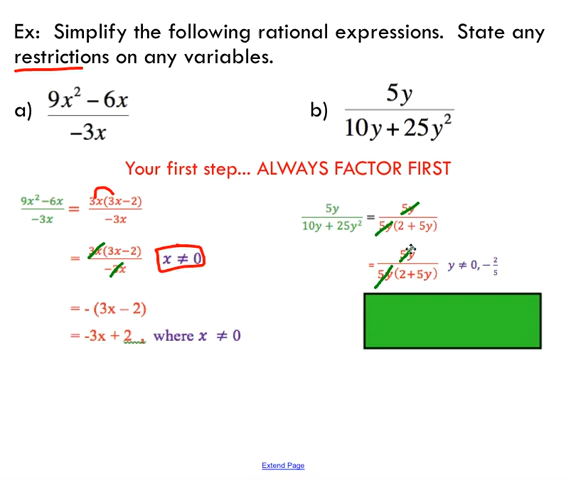 Ex: Simplify the following rational expressions. State any
restrictions on any variables.
a) (9x² − 6x)/(−3x)
b) 5y/(10y + 25y²)
Your first step... ALWAYS FACTOR FIRST
(9x²−6x)/(−3x) = 3x(3x−2)/(−3x)
= 3x(3x−2)/(−3x) x ≠ 0
= - (3x – 2)
= -3x + 2 , where x ≠ 0
5y/(10y + 25y²) = 5y/(5y(2 + 5y))
= 5y/(5y(2+5y)) y ≠ 0, −2/5
Extend Page